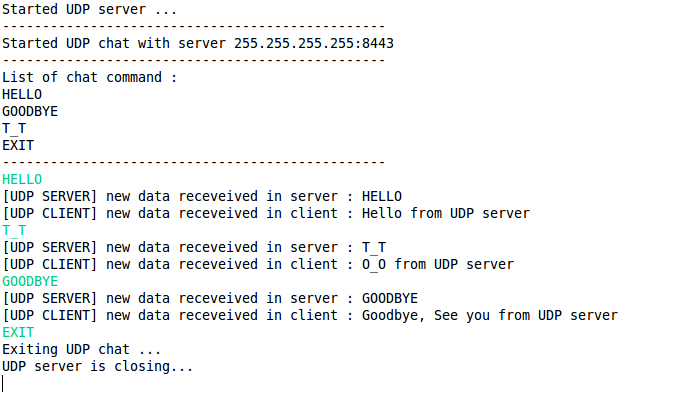 Started UDP server ...
------------------------------------------------
Started UDP chat with server 255.255.255.255:8443
------------------------------------------------
List of chat command :
HELLO
GOODBYE
T_T
EXIT
------------------------------------------------
HELLO
[UDP SERVER] new data receveived in server : HELLO
[UDP CLIENT] new data receveived in client : Hello from UDP server
T_T
[UDP SERVER] new data receveived in server : T_T
[UDP CLIENT] new data receveived in client : O_O from UDP server
GOODBYE
[UDP SERVER] new data receveived in server : GOODBYE
[UDP CLIENT] new data receveived in client : Goodbye, See you from UDP server
EXIT
Exiting UDP chat ...
UDP server is closing...